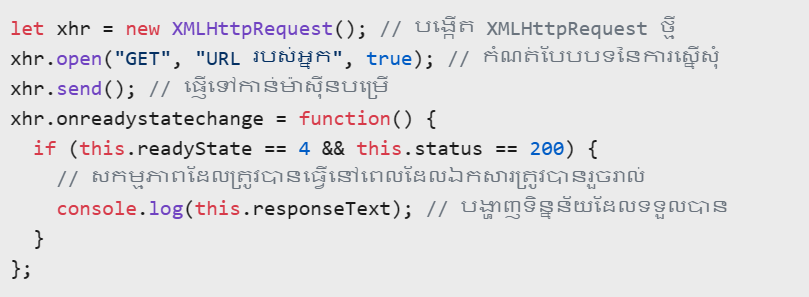 let xhr = new XMLHttpRequest(); // បង្កើត XMLHttpRequest ថ្មី
xhr.open("GET", "URL របស់អ្នក", true); // កំណត់បែបបទនៃការស្នើសុំ
xhr.send(); // ផ្ញើទៅកាន់ម៉ាស៊ីនបម្រើ
xhr.onreadystatechange = function() {
  if (this.readyState == 4 && this.status == 200) {
    // សកម្មភាពដែលត្រូវបានធ្វើនៅពេលដែលឯកសារត្រូវបានរួចរាល់
    console.log(this.responseText); // បង្ហាញទិន្នន័យដែលទទួលបាន
  }
};